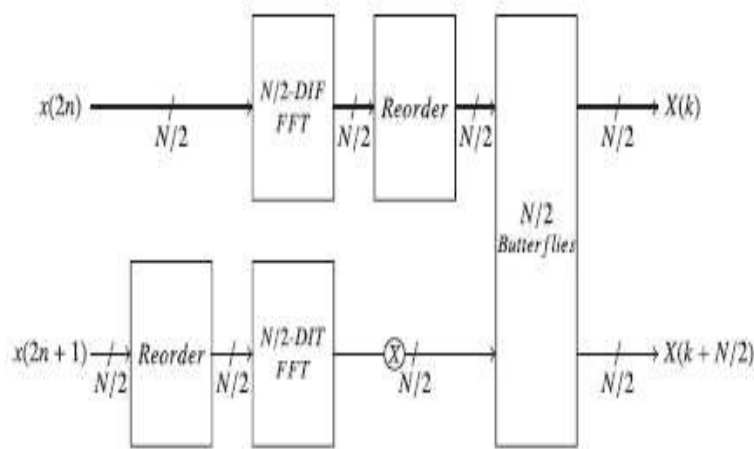 x(2n)
N/2
N/2-DIF
FFT
N/2
Reorder
N/2
N/2
Butterflies
N/2
X(k)
x(2n + 1)
N/2
Reorder
N/2
N/2-DIT
FFT
X
N/2
N/2
X(k + N/2)